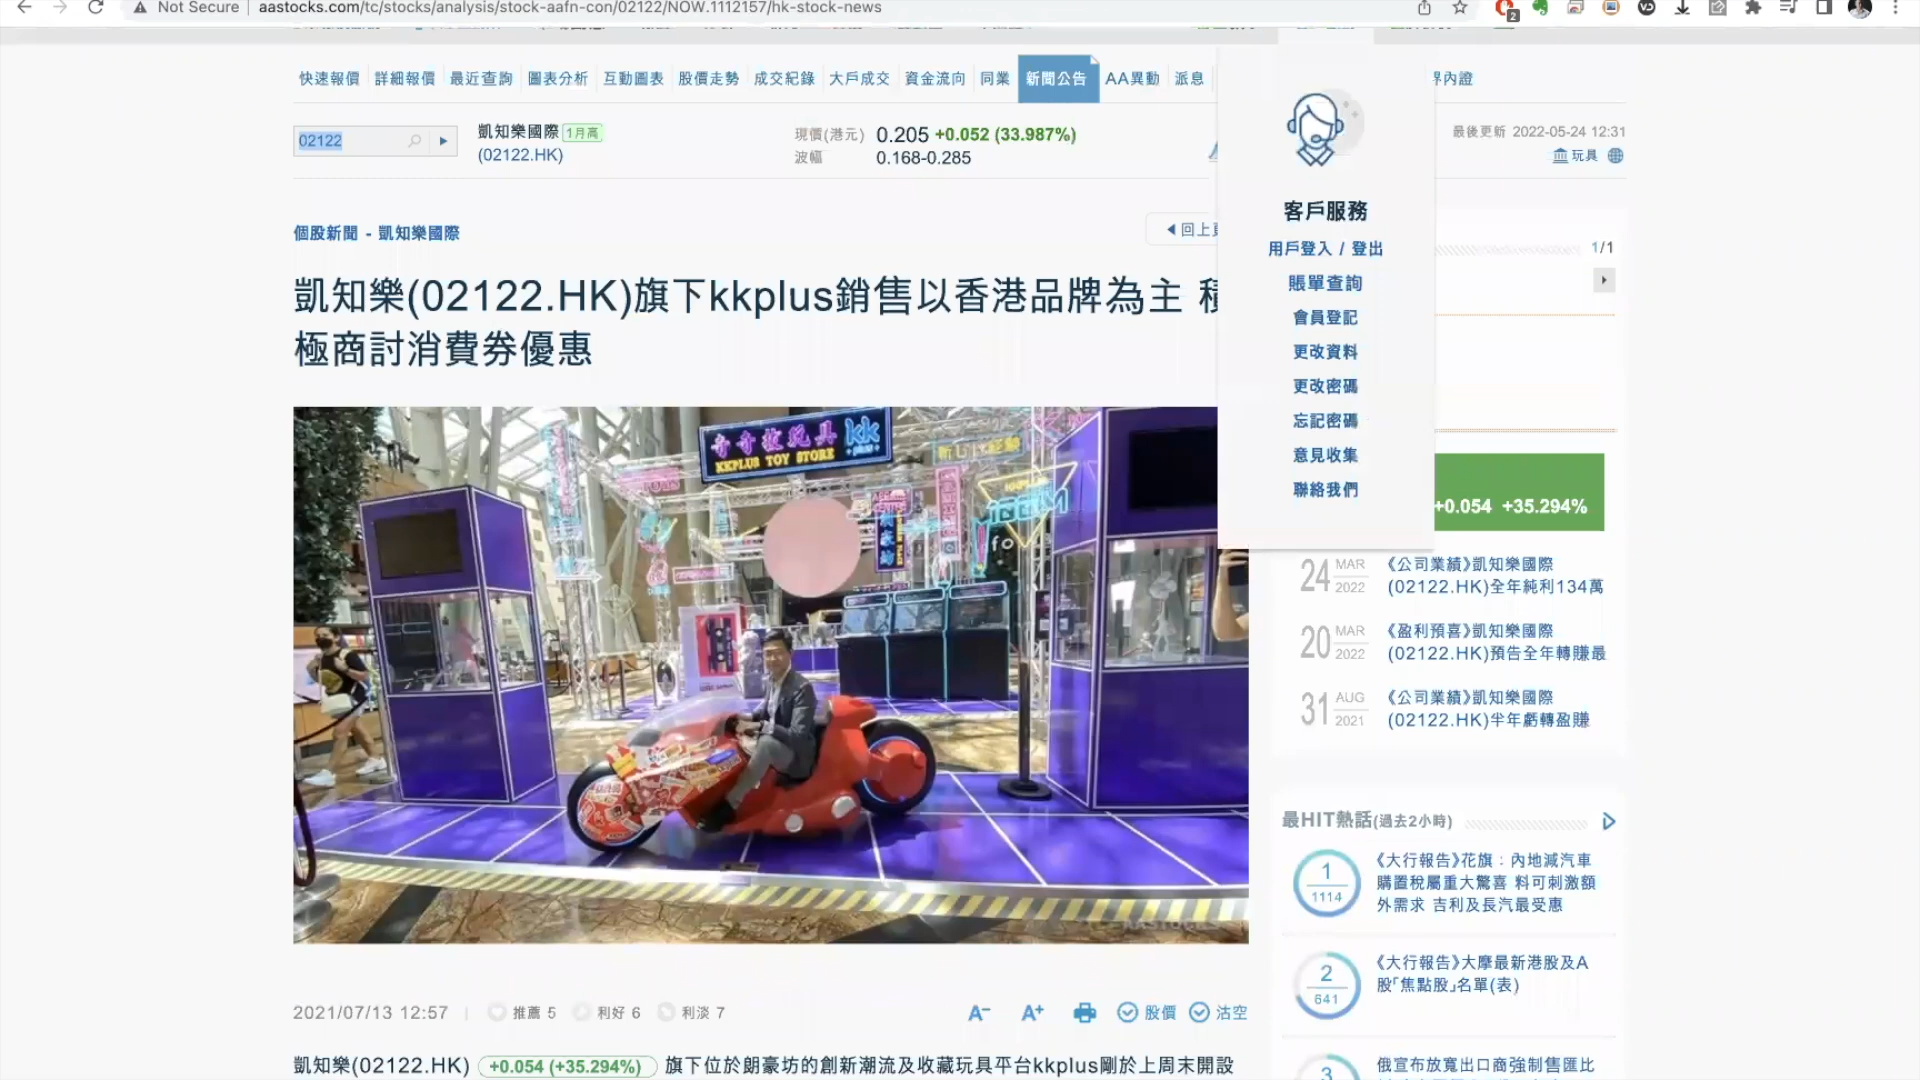 Not Secure
aastocks.com/tc/stocks/analysis/stock-aafn-con/02122/NOW.1112157/hk-stock-news
2
快速報價 詳細報價 最近查詢 圖表分析 互動圖表 股價走勢 成交紀錄 大戶成交 資金流向 同業 新聞公告 AA異動 派息
內證
02122
凱知樂國際 1月高
(02122.HK)
現價(港元) 0.205 +0.052 (33.987%)
波幅 0.168-0.285
最後更新 2022-05-24 12:31
玩具
個股新聞 - 凱知樂國際
回上
凱知樂(02122.HK)旗下kkplus銷售以香港品牌為主 積
極商討消費券優惠
客戶服務
用戶登入 / 登出
賬單查詢
會員登記
更改資料
更改密碼
忘記密碼
意見收集
聯絡我們
1/1
+0.054 +35.294%
奇奇校玩具 kk
KKPLUS TOY STORE
plus
24 MAR 2022
《公司業績》凱知樂國際
(02122.HK)全年純利134萬
20 MAR 2022
《盈利預喜》凱知樂國際
(02122.HK)預告全年轉賺最
31 AUG 2021
《公司業績》凱知樂國際
(02122.HK)半年虧轉盈賺
最HIT熱話(過去2小時)
1
1114
《大行報告》花旗：內地減汽車
購置稅屬重大驚喜 料可刺激額
外需求 吉利及長汽最受惠
2
641
《大行報告》大摩最新港股及A
股「焦點股」名單(表)
3
俄宣布放寬出口商強制售匯比
AASTOCKS
2021/07/13 12:57 | 推薦 5 利好 6 利淡 7
A- A+ 股價 沽空
凱知樂(02122.HK) +0.054 (+35.294%) 旗下位於朗豪坊的創新潮流及收藏玩具平台kkplus剛於上周末開設